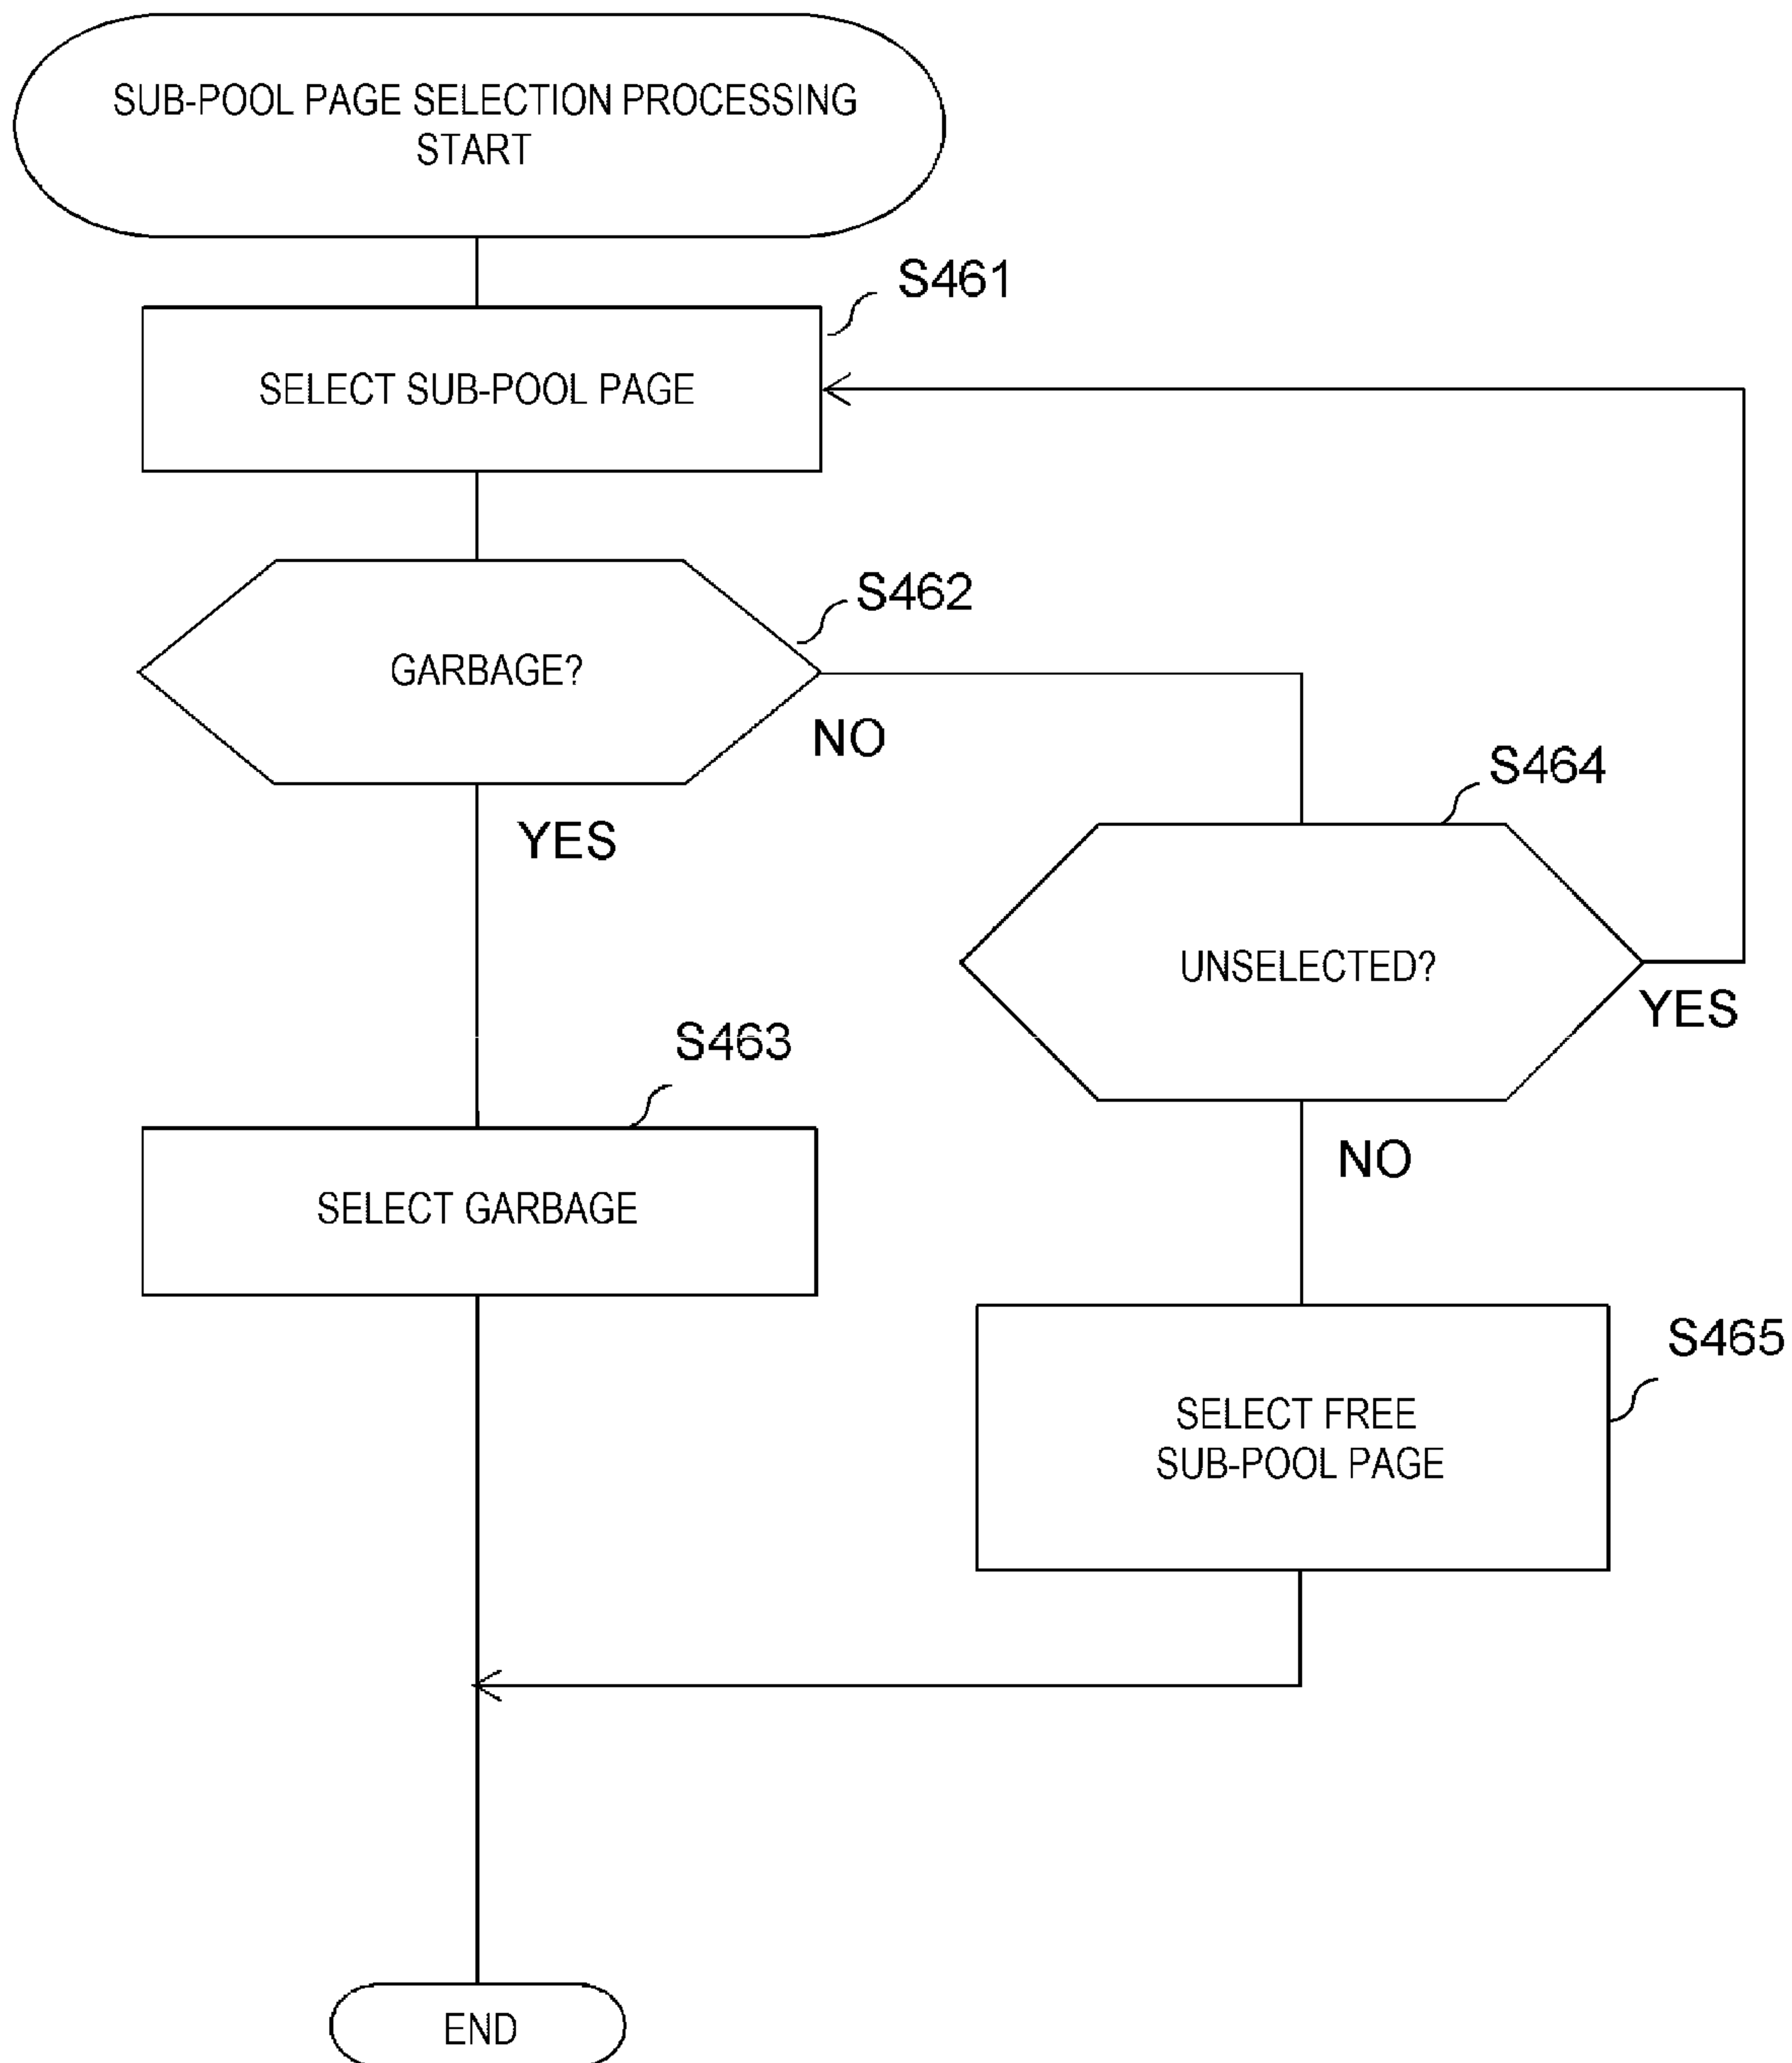 SUB-POOL PAGE SELECTION PROCESSING
START
S461
SELECT SUB-POOL PAGE
S462
GARBAGE?
NO
YES
S464
UNSELECTED?
YES
NO
S463
SELECT GARBAGE
S465
SELECT FREE
SUB-POOL PAGE
END